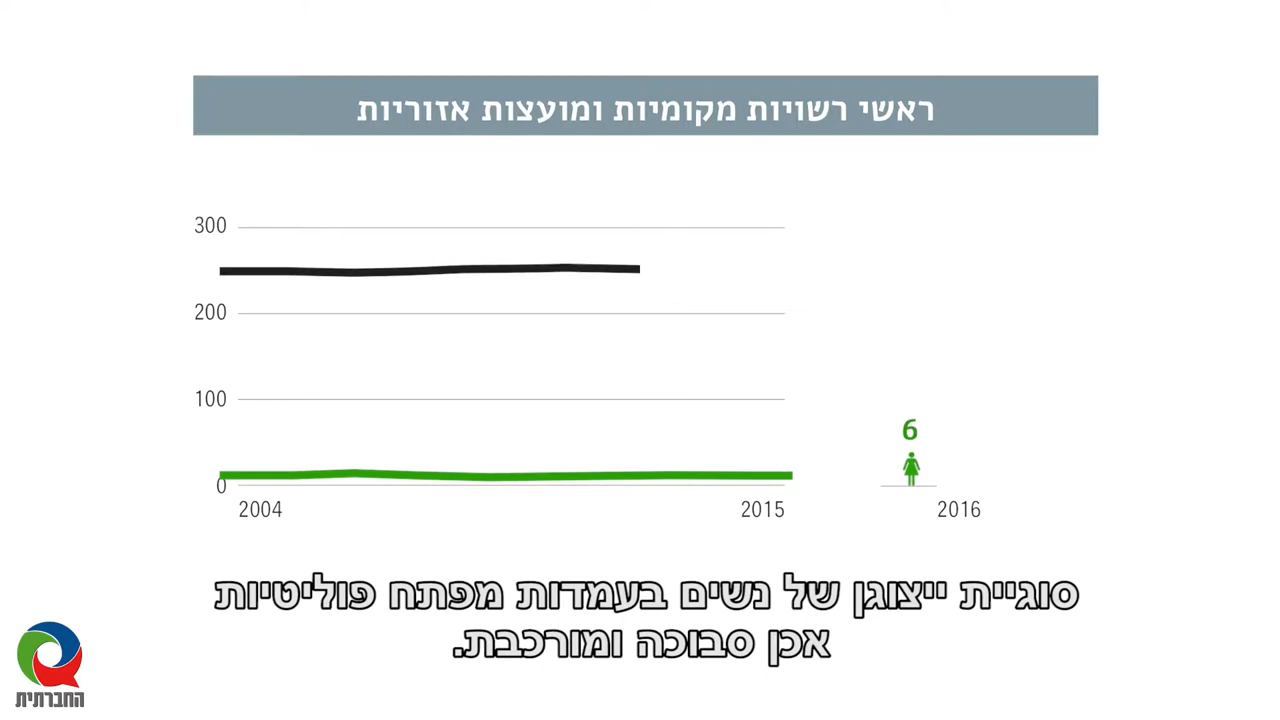 ראשי רשויות מקומיות ומועצות אזוריות
300
200
100
0
2004
2015
6
2016
סוגיית ייצוגן של נשים בעמדות מפתח פוליטיות
אכן סבוכה ומורכבת.
החברתית